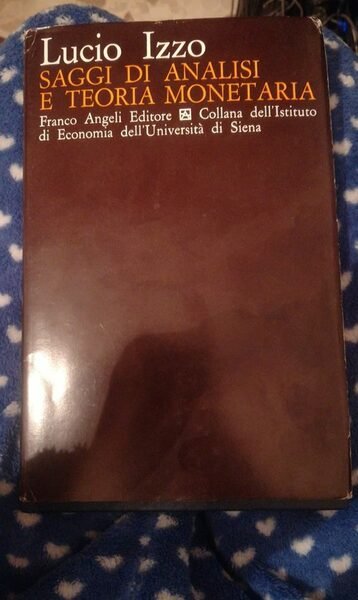 Lucio Izzo
SAGGI DI ANALISI
E TEORIA MONETARIA
Franco Angeli Editore Collana dell'Istituto
di Economia dell'Università di Siena